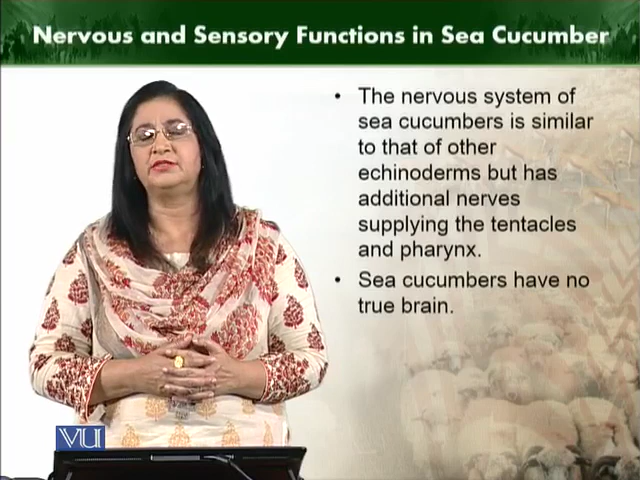 Nervous and Sensory Functions in Sea Cucumber
• The nervous system of
sea cucumbers is similar
to that of other
echinoderms but has
additional nerves
supplying the tentacles
and pharynx.
• Sea cucumbers have no
true brain.
VU